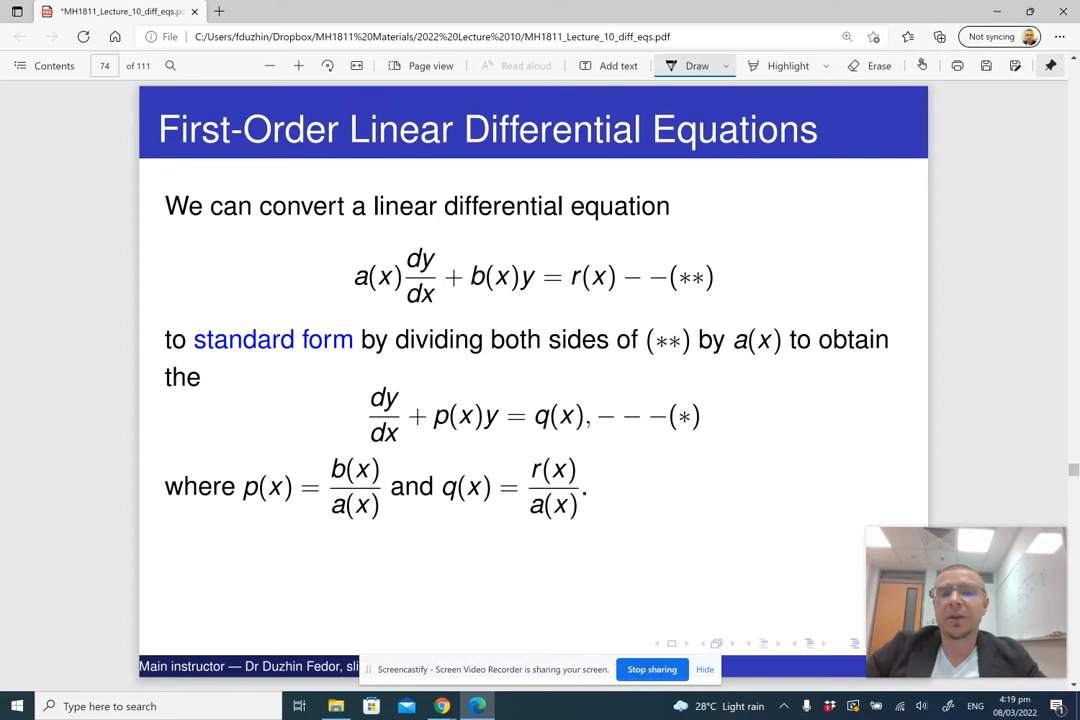 *MH1811_Lecture_10_diff_eqs.p
File
C:/Users/fduzhin/Dropbox/MH1811%20Materials/2022%20Lecture%2010/MH1811_Lecture_10_diff_eqs.pdf
Not syncing
Contents
74
of 111
Page view
Read aloud
Add text
Draw
Highlight
Erase
First-Order Linear Differential Equations
We can convert a linear differential equation
a(x) dy/dx + b(x)y = r(x) − −(∗∗)
to standard form by dividing both sides of (∗∗) by a(x) to obtain
the
dy/dx + p(x)y = q(x), − − −(∗)
where p(x) = b(x)/a(x) and q(x) = r(x)/a(x).
Main instructor — Dr Duzhin Fedor, sli
Screencastify - Screen Video Recorder is sharing your screen.
Stop sharing
Hide
Type here to search
28°C Light rain
ENG
4:19 pm
08/03/2022
1